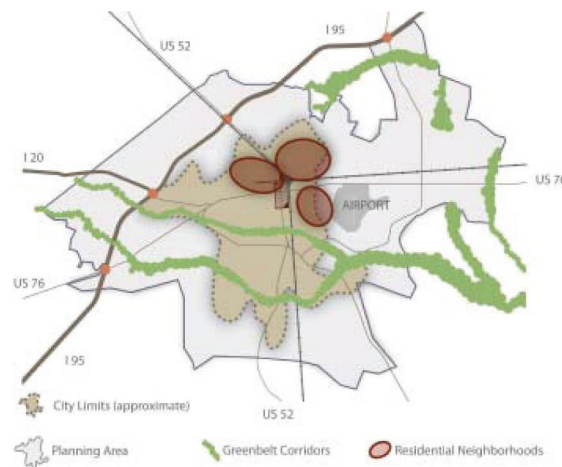 I 95
US 52
I 20
US 76
AIRPORT
US 76
I 95
City Limits (approximate)
US 52
Planning Area
Greenbelt Corridors
Residential Neighborhoods